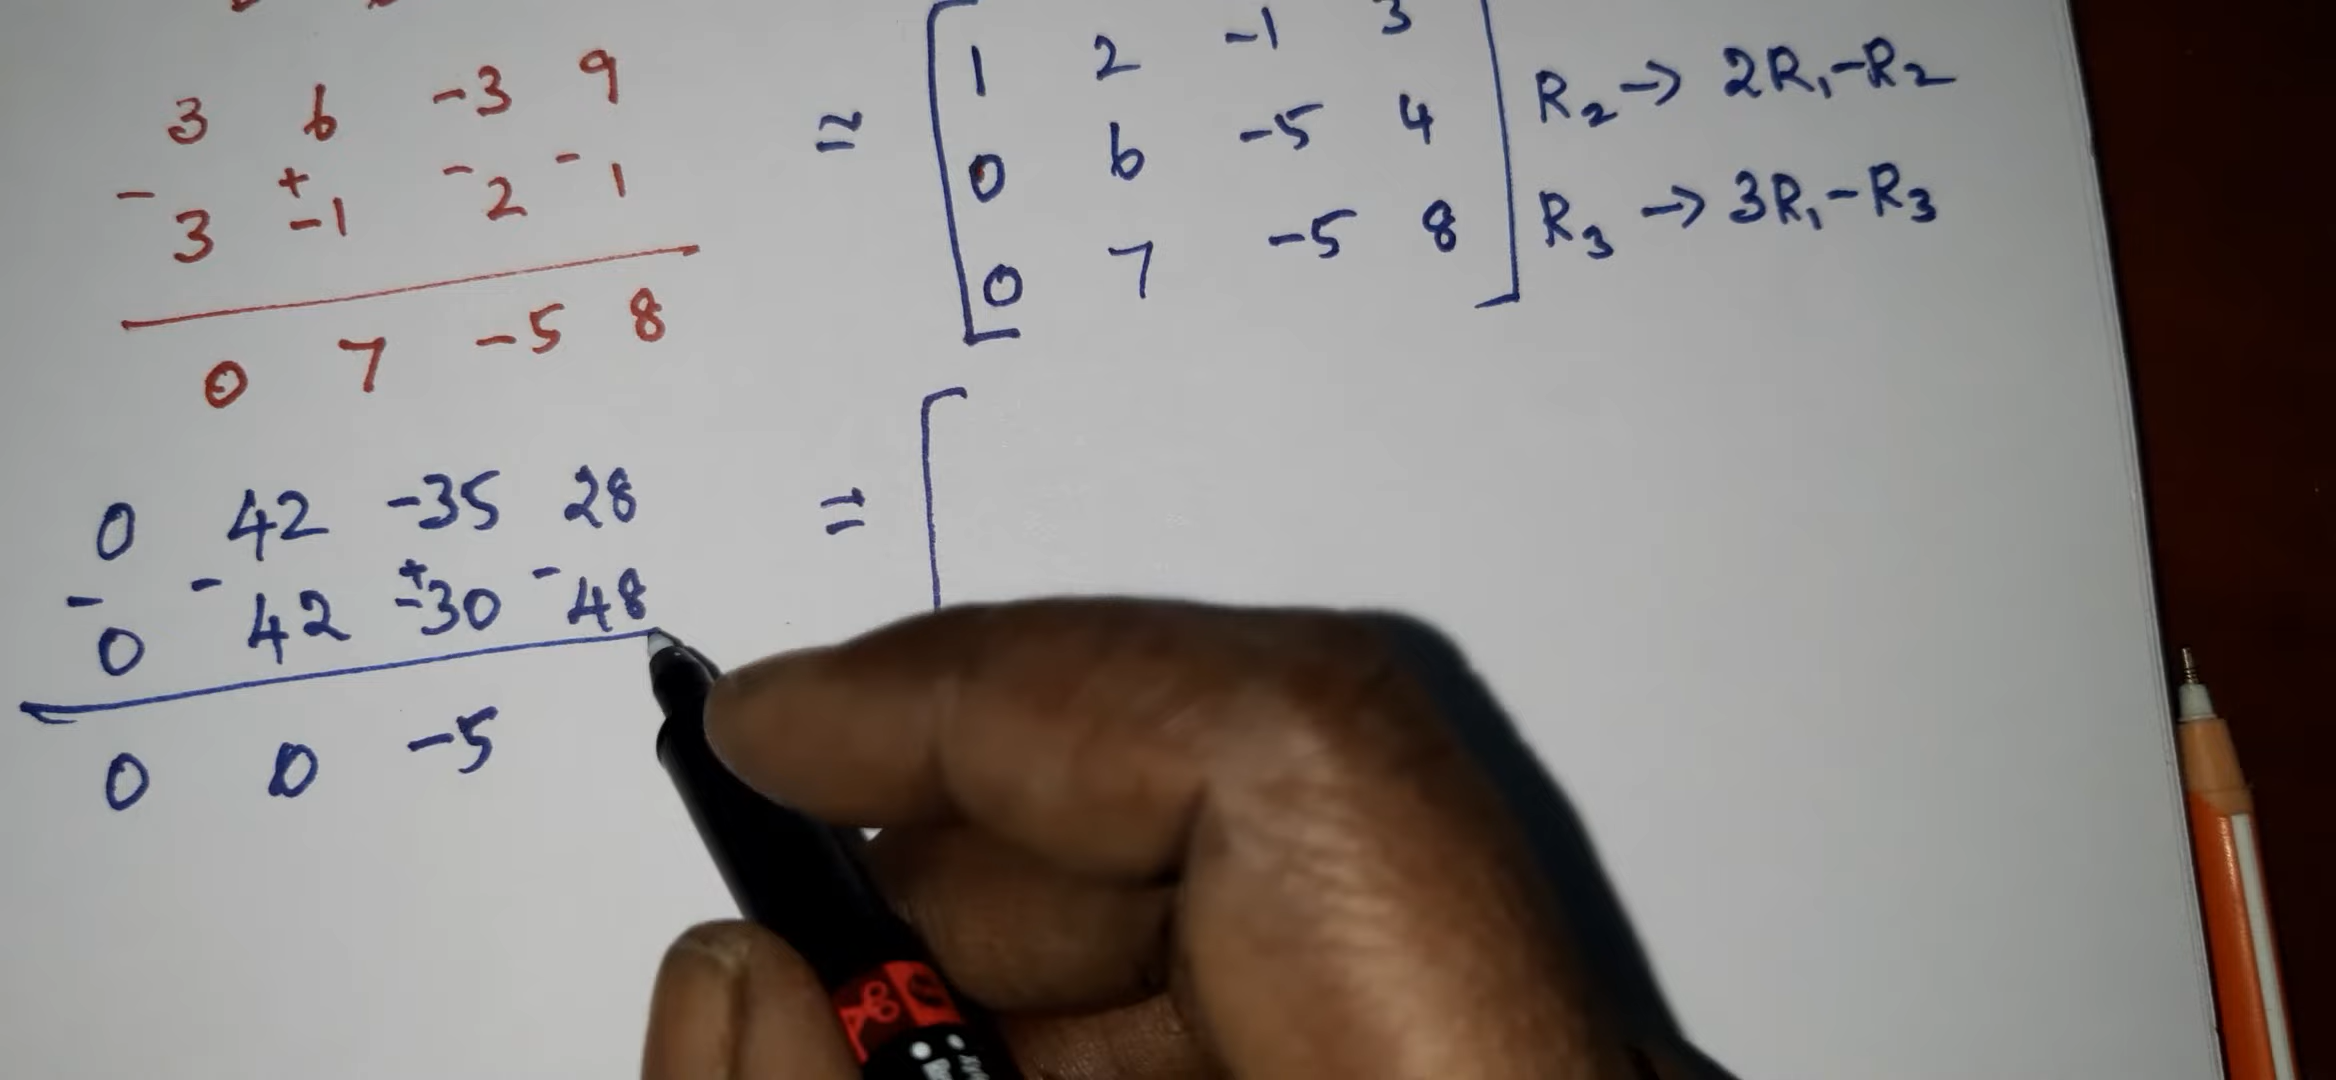 3 6 -3 9
- + - -
3 -1 2 1
0 7 -5 8
≃ [ 1 2 -1 3
0 6 -5 4
0 7 -5 8 ]
R₂ → 2R₁-R₂
R₃ → 3R₁-R₃
0 42 -35 28
- - + -
0 42 -30 48
0 0 -5
= [